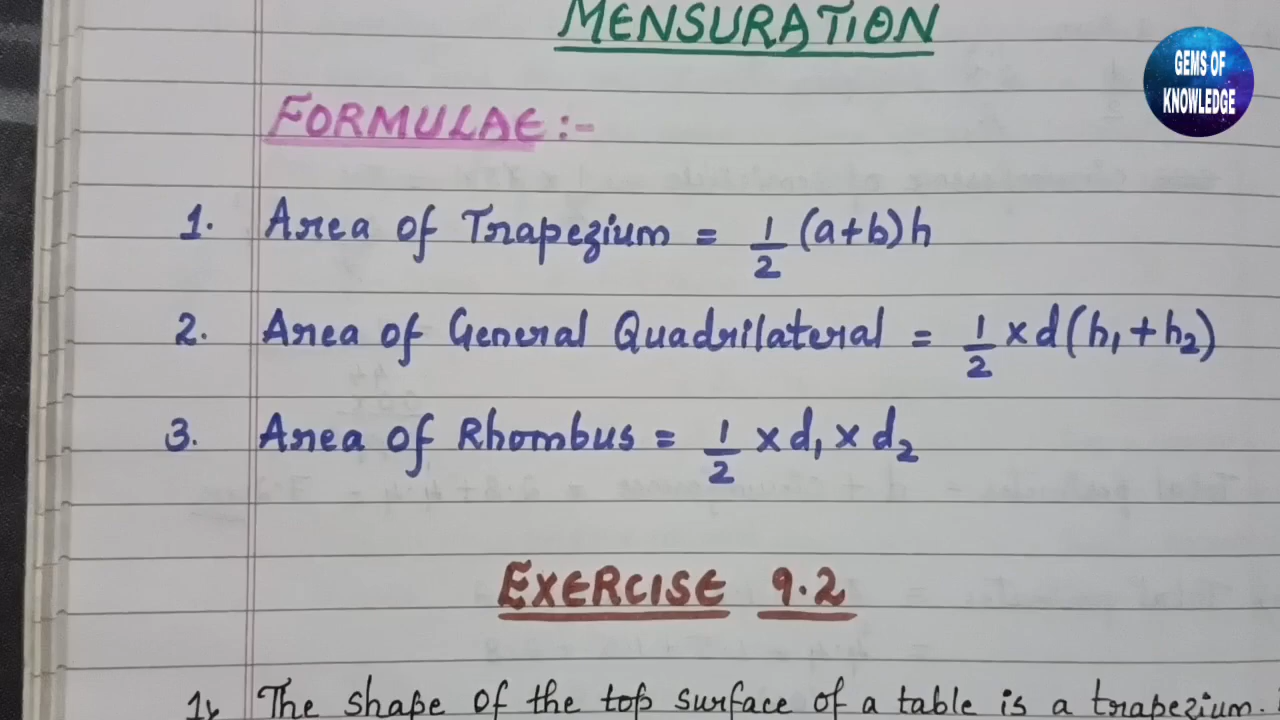 MENSURATION
GEMS OF
KNOWLEDGE
FORMULAE:-
1. Area of Trapezium = 1/2 (a+b)h
2. Area of General Quadrilateral = 1/2 × d(h₁+h₂)
3. Area of Rhombus = 1/2 × d₁ × d₂
EXERCISE 9.2
1. The shape of the top surface of a table is a trapezium.